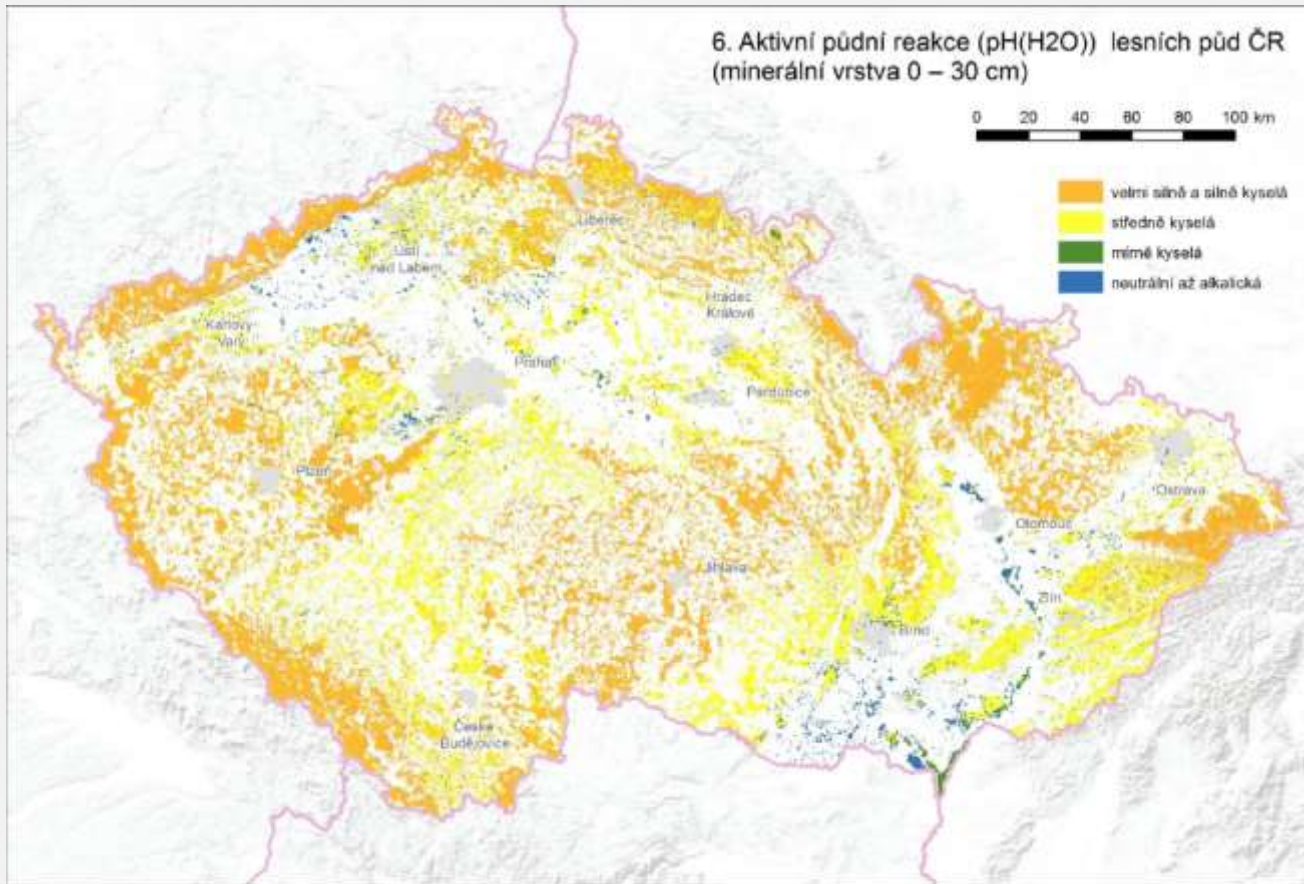 6. Aktivní půdní reakce (pH(H2O)) lesních půd ČR
(minerální vrstva 0 – 30 cm)
0 20 40 60 80 100 km
velmi silně a silně kyselá
středně kyselá
mírně kyselá
neutrální až alkalická
Liberec
Ústí
nad Labem
Karlovy
Vary
Hradec
Králové
Praha
Pardubice
Plzeň
Ostrava
Olomouc
Jihlava
Zlín
Brno
České
Budějovice